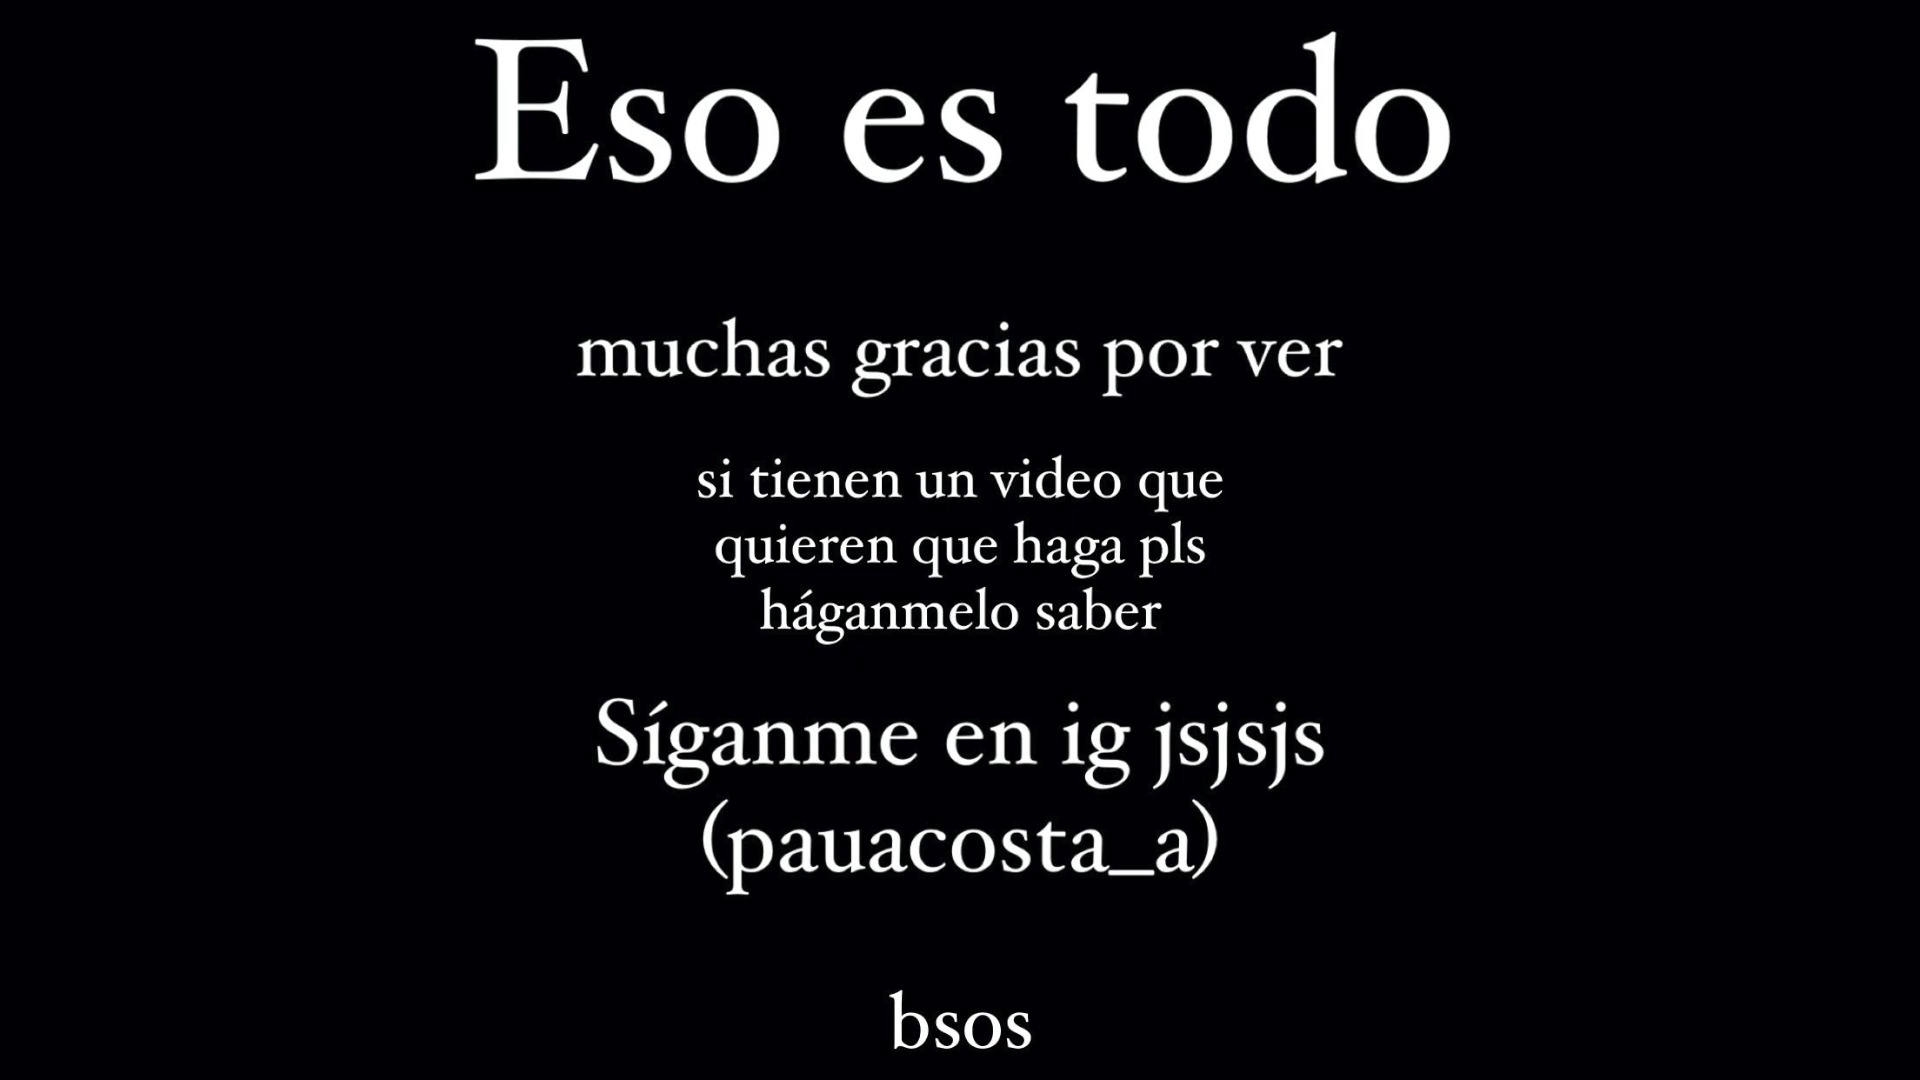 Eso es todo
muchas gracias por ver
si tienen un video que
quieren que haga pls
háganmelo saber
Síganme en ig jsjsjs
(pauacosta_a)
bsos